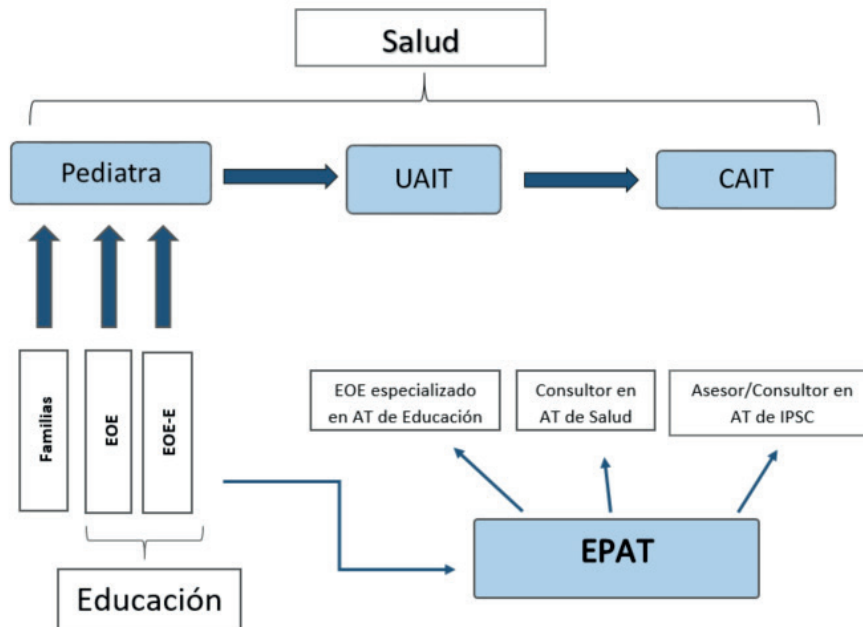 Salud
Pediatra
UAIT
CAIT
Familias
EOE
EOE-E
EOE especializado
en AT de Educación
Consultor en
AT de Salud
Asesor/Consultor en
AT de IPSC
EPAT
Educación